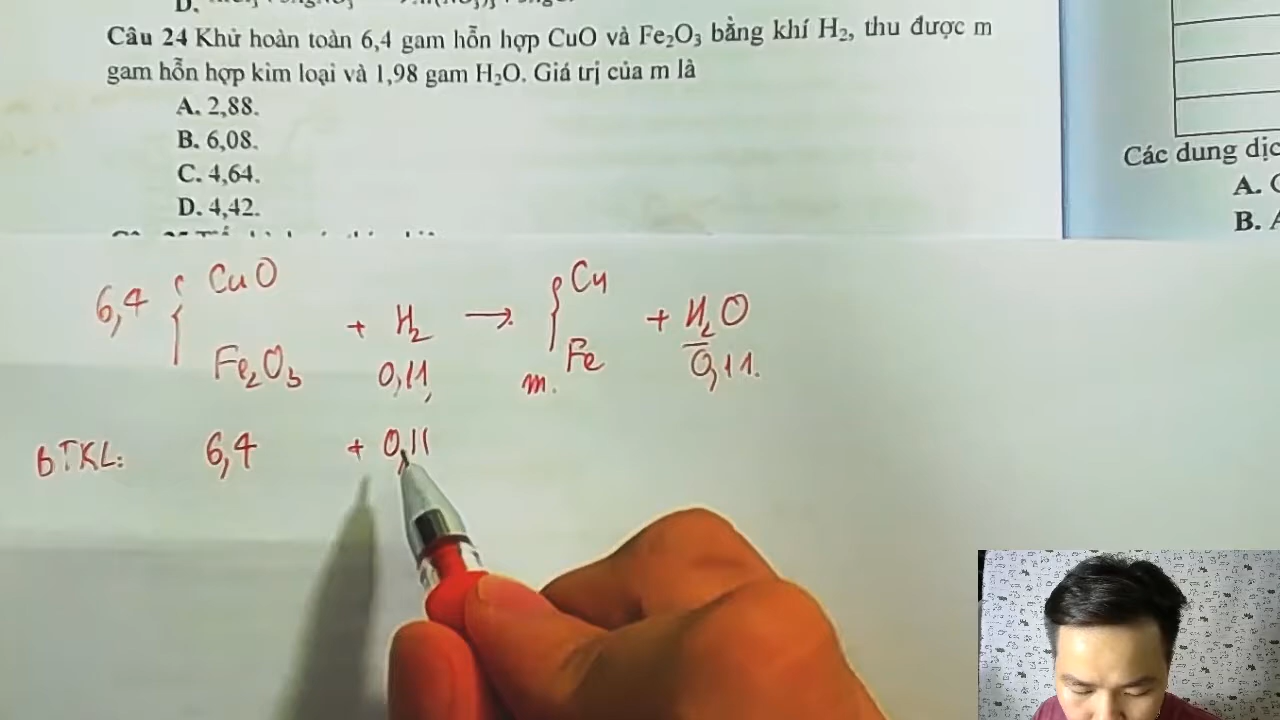 D.
Câu 24 Khử hoàn toàn 6,4 gam hỗn hợp CuO và Fe₂O₃ bằng khí H₂, thu được m
gam hỗn hợp kim loại và 1,98 gam H₂O. Giá trị của m là
A. 2,88.
B. 6,08.
C. 4,64.
D. 4,42.
Các dung dịc
A.
B.
6,4 { CuO Fe₂O₃ + H₂ → { Cu Fe + H₂O
0,11, m. 0,11.
BTKL: 6,4 + 0,11